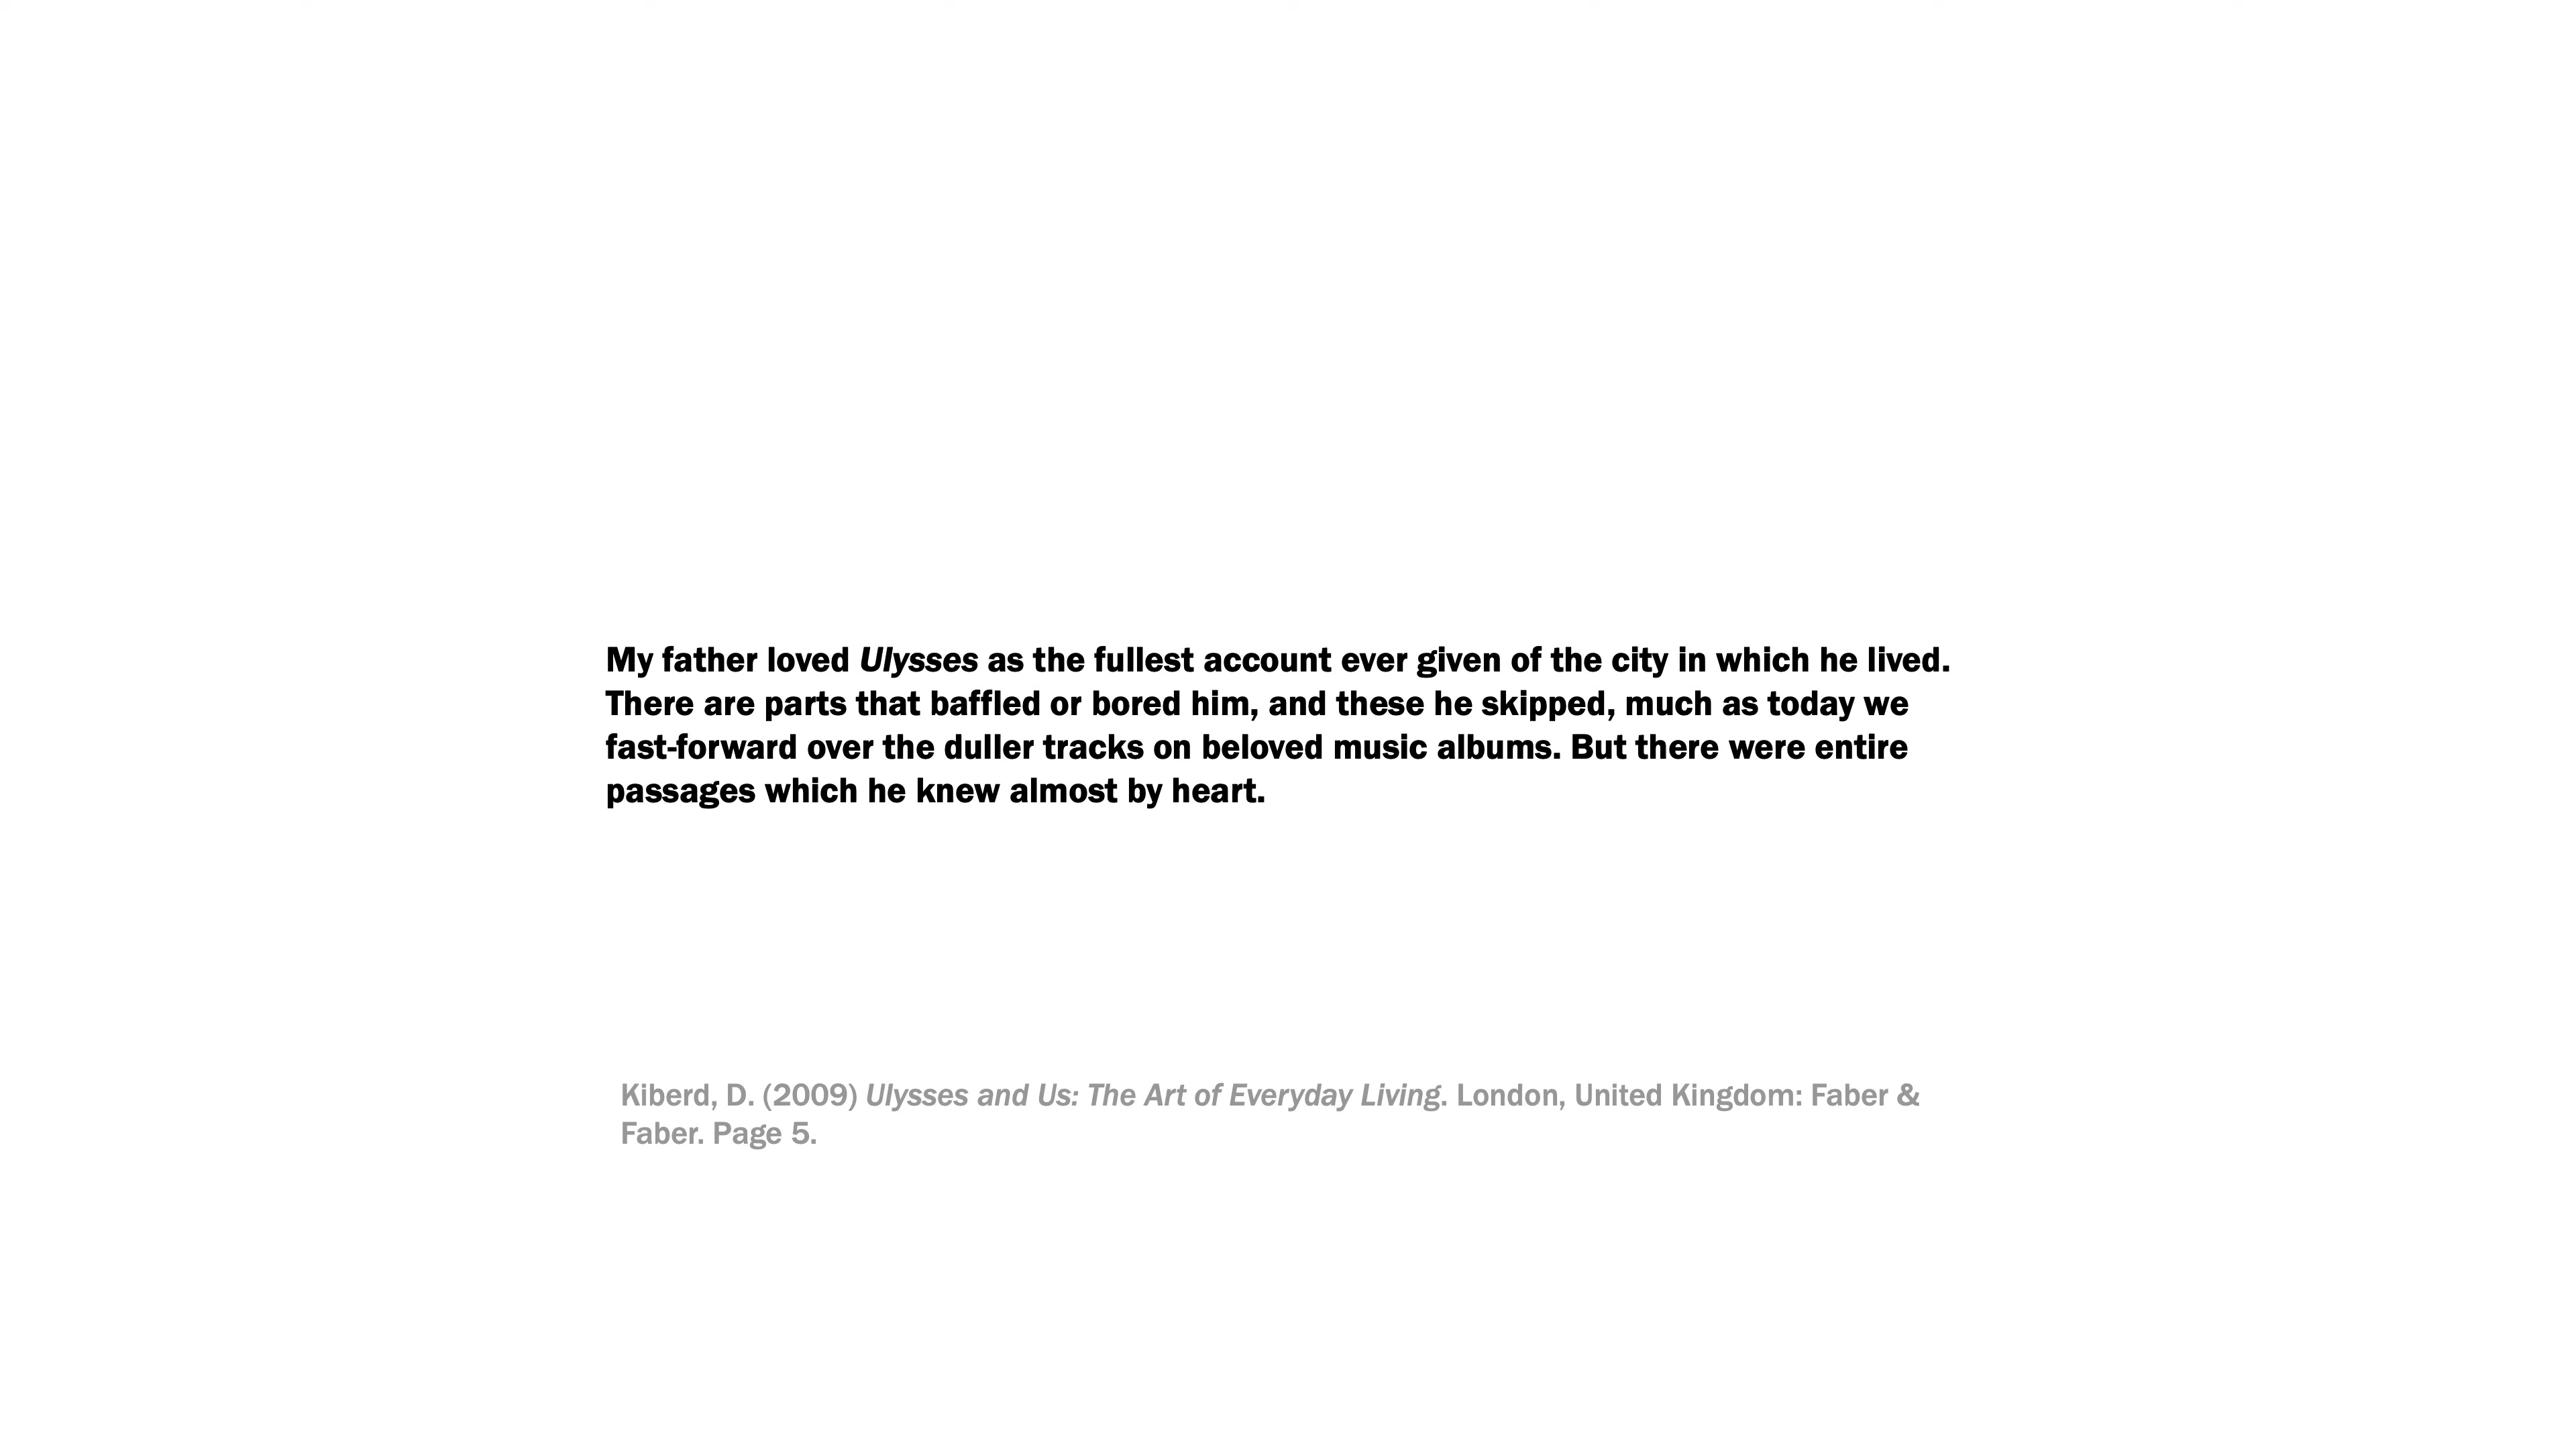 My father loved Ulysses as the fullest account ever given of the city in which he lived.
There are parts that baffled or bored him, and these he skipped, much as today we
fast-forward over the duller tracks on beloved music albums. But there were entire
passages which he knew almost by heart.
Kiberd, D. (2009) Ulysses and Us: The Art of Everyday Living. London, United Kingdom: Faber &
Faber. Page 5.